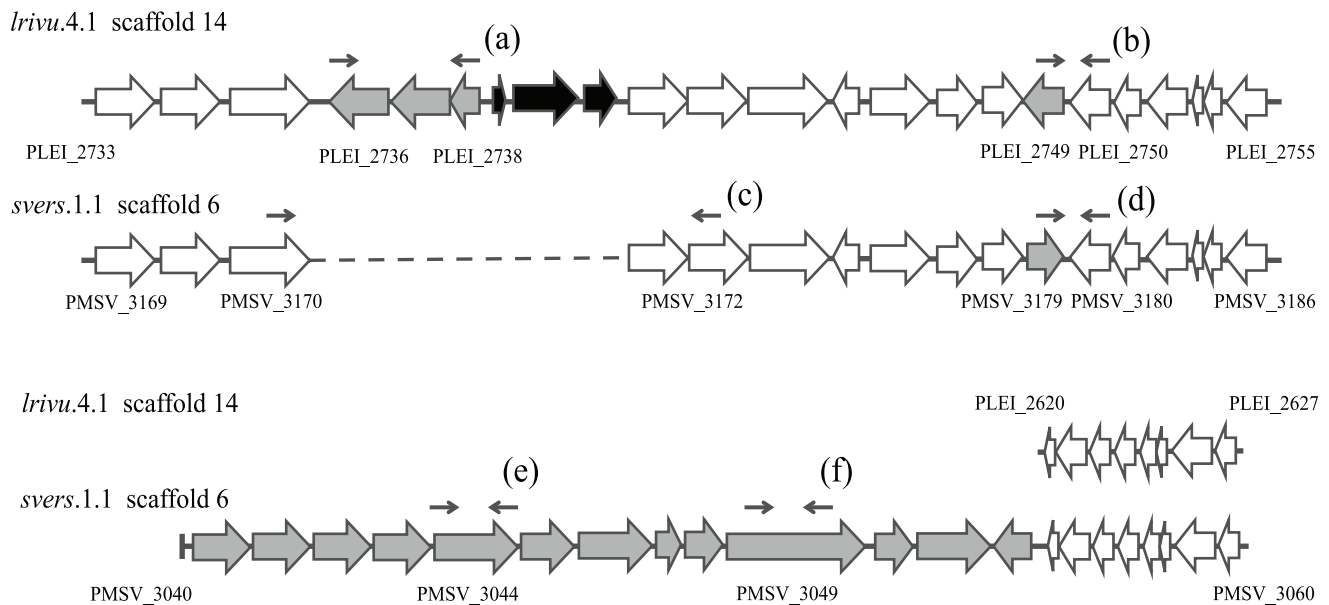 lrivu.4.1 scaffold 14
(a) (b)
PLEI_2733 PLEI_2736 PLEI_2738 PLEI_2749 PLEI_2750 PLEI_2755
svers.1.1 scaffold 6
(c) (d)
PMSV_3169 PMSV_3170 PMSV_3172 PMSV_3179 PMSV_3180 PMSV_3186
lrivu.4.1 scaffold 14
PLEI_2620 PLEI_2627
svers.1.1 scaffold 6
(e) (f)
PMSV_3040 PMSV_3044 PMSV_3049 PMSV_3060